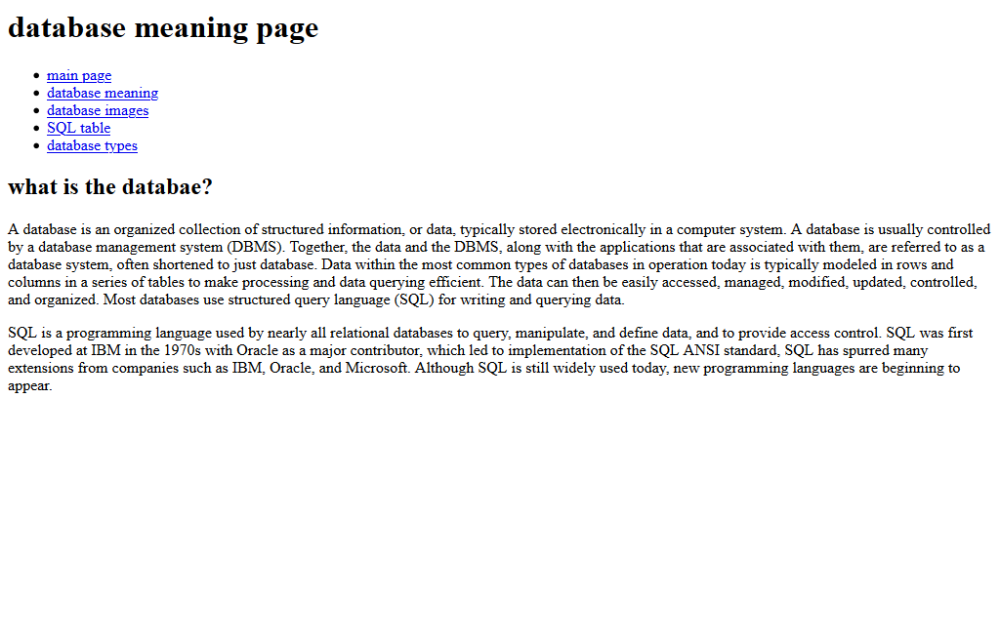 database meaning page
main page
database meaning
database images
SQL table
database types
what is the databae?
A database is an organized collection of structured information, or data, typically stored electronically in a computer system. A database is usually controlled
by a database management system (DBMS). Together, the data and the DBMS, along with the applications that are associated with them, are referred to as a
database system, often shortened to just database. Data within the most common types of databases in operation today is typically modeled in rows and
columns in a series of tables to make processing and data querying efficient. The data can then be easily accessed, managed, modified, updated, controlled,
and organized. Most databases use structured query language (SQL) for writing and querying data.
SQL is a programming language used by nearly all relational databases to query, manipulate, and define data, and to provide access control. SQL was first
developed at IBM in the 1970s with Oracle as a major contributor, which led to implementation of the SQL ANSI standard, SQL has spurred many
extensions from companies such as IBM, Oracle, and Microsoft. Although SQL is still widely used today, new programming languages are beginning to
appear.